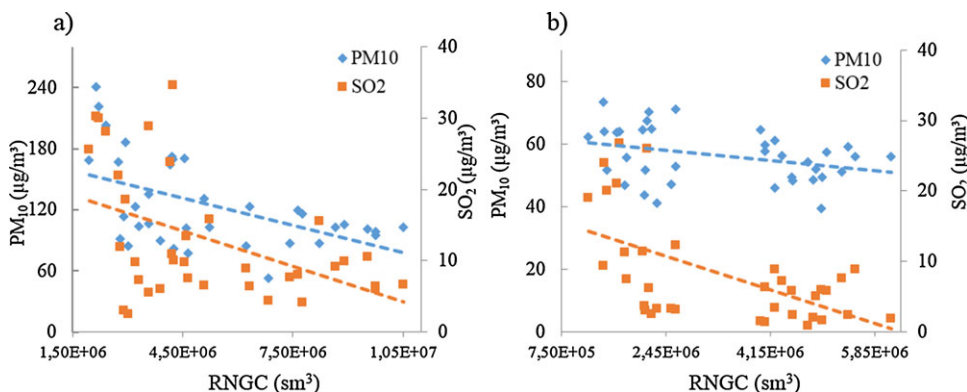 a)
PM10
SO2
PM₁₀ (µg/m³)
240
180
120
60
0
SO₂ (µg/m³)
40
30
20
10
0
1,50E+06
4,50E+06
7,50E+06
1,05E+07
RNGC (sm³)
b)
PM10
SO2
PM₁₀ (µg/m³)
80
60
40
20
0
SO₂ (µg/m³)
40
30
20
10
0
7,50E+05
2,45E+06
4,15E+06
5,85E+06
RNGC (sm³)